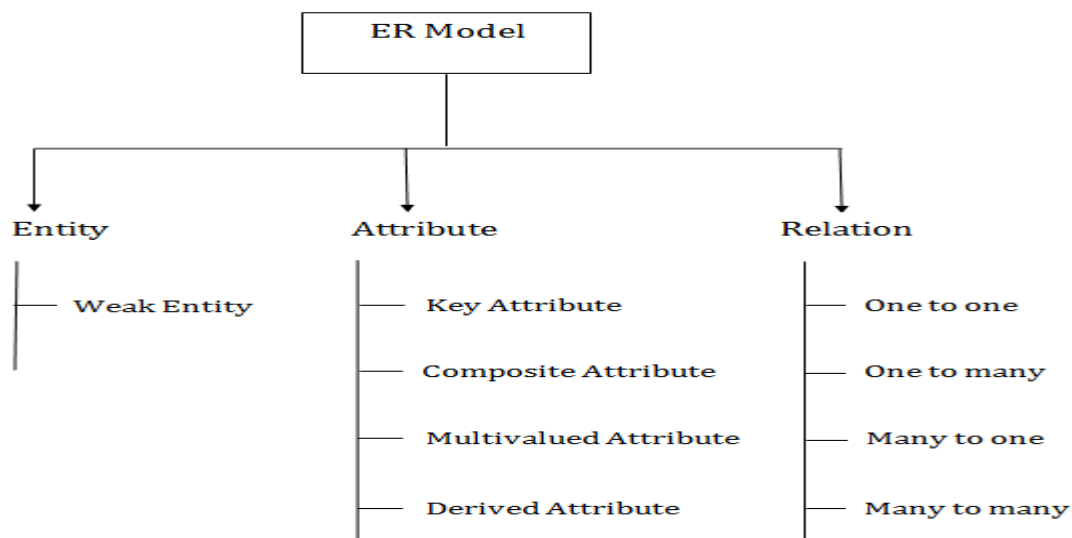 ER Model
Entity
Attribute
Relation
Weak Entity
Key Attribute
One to one
Composite Attribute
One to many
Multivalued Attribute
Many to one
Derived Attribute
Many to many